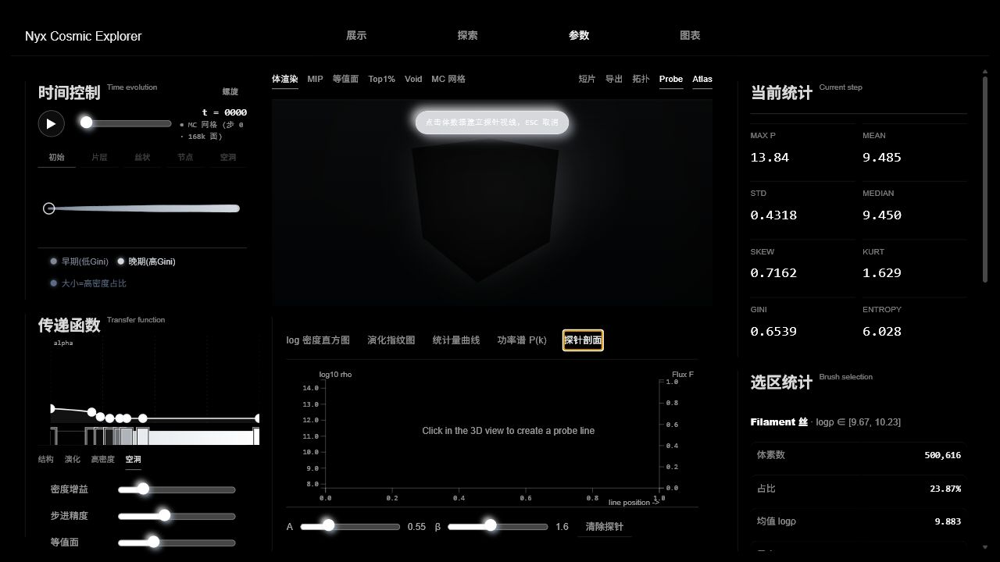 Nyx Cosmic Explorer
展示
探索
参数
图表
时间控制 Time evolution
螺旋
t = 0000
• MC 网格 (步 0
· 168k 面)
初始
片层
丝状
节点
空洞
早期(低Gini)
晚期(高Gini)
大小=高密度占比
传递函数 Transfer function
alpha
结构
演化
高密度
空洞
密度增益
步进精度
等值面
体渲染
MIP
等值面
Top1%
Void
MC 网格
短片
导出
拓扑
Probe
Atlas
点击体数据建立探针视线，ESC 取消
log 密度直方图
演化指纹图
统计量曲线
功率谱 P(k)
探针剖面
log10 rho
Flux F
14.0
13.0
12.0
11.0
10.0
9.0
8.0
1.0
0.8
0.6
0.4
0.2
0.0
Click in the 3D view to create a probe line
0.0
0.2
0.4
0.6
0.8
1.0
line position ->
A
0.55
β
1.6
清除探针
当前统计 Current step
MAX Ρ
MEAN
13.84
9.485
STD
MEDIAN
0.4318
9.450
SKEW
KURT
0.7162
1.629
GINI
ENTROPY
0.6539
6.028
选区统计 Brush selection
Filament 丝 · logρ ∈ [9.67, 10.23]
体素数
500,616
占比
23.87%
均值 logρ
9.883